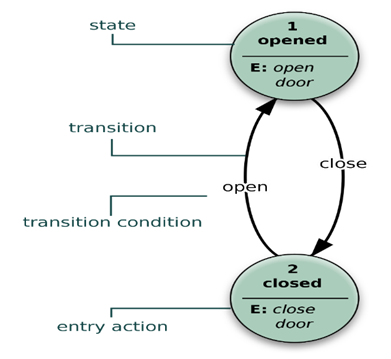 state
1
opened
E: open
door
transition
close
open
transition condition
2
closed
E: close
door
entry action